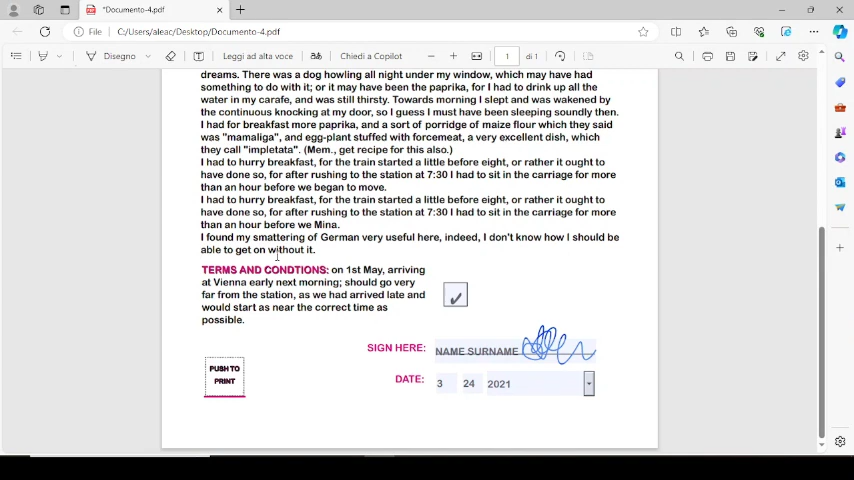 *Documento-4.pdf
File
C:/Users/aleac/Desktop/Documento-4.pdf
Disegno
Leggi ad alta voce
Chiedi a Copilot
1
di 1
dreams. There was a dog howling all night under my window, which may have had
something to do with it; or it may have been the paprika, for I had to drink up all the
water in my carafe, and was still thirsty. Towards morning I slept and was wakened by
the continuous knocking at my door, so I guess I must have been sleeping soundly then.
I had for breakfast more paprika, and a sort of porridge of maize flour which they said
was "mamaliga", and egg-plant stuffed with forcemeat, a very excellent dish, which
they call "impletata". (Mem., get recipe for this also.)
I had to hurry breakfast, for the train started a little before eight, or rather it ought to
have done so, for after rushing to the station at 7:30 I had to sit in the carriage for more
than an hour before we began to move.
I had to hurry breakfast, for the train started a little before eight, or rather it ought to
have done so, for after rushing to the station at 7:30 I had to sit in the carriage for more
than an hour before we Mina.
I found my smattering of German very useful here, indeed, I don't know how I should be
able to get on without it.
TERMS AND CONDTIONS: on 1st May, arriving
at Vienna early next morning; should go very
far from the station, as we had arrived late and
would start as near the correct time as
possible.
SIGN HERE: NAME SURNAME
PUSH TO
PRINT
DATE: 3 24 2021